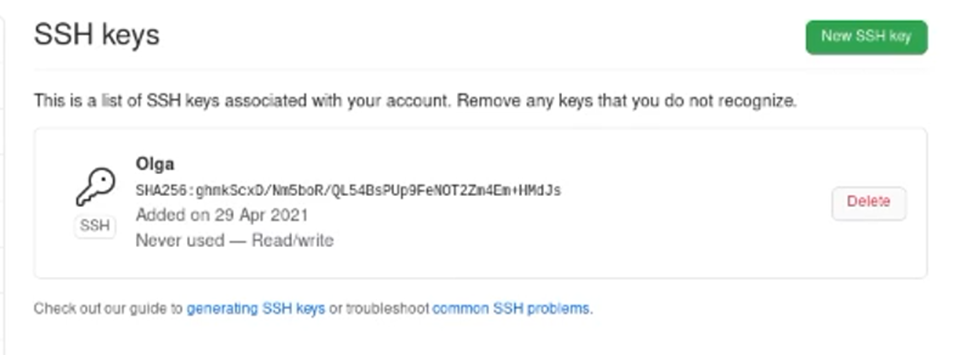 SSH keys
New SSH key
This is a list of SSH keys associated with your account. Remove any keys that you do not recognize.
Olga
SHA256:ghmkScxD/Nm5boR/QL54BsPUp9FeNOT2Zm4Em+HMdJs
Added on 29 Apr 2021
Never used — Read/write
SSH
Delete
Check out our guide to generating SSH keys or troubleshoot common SSH problems.